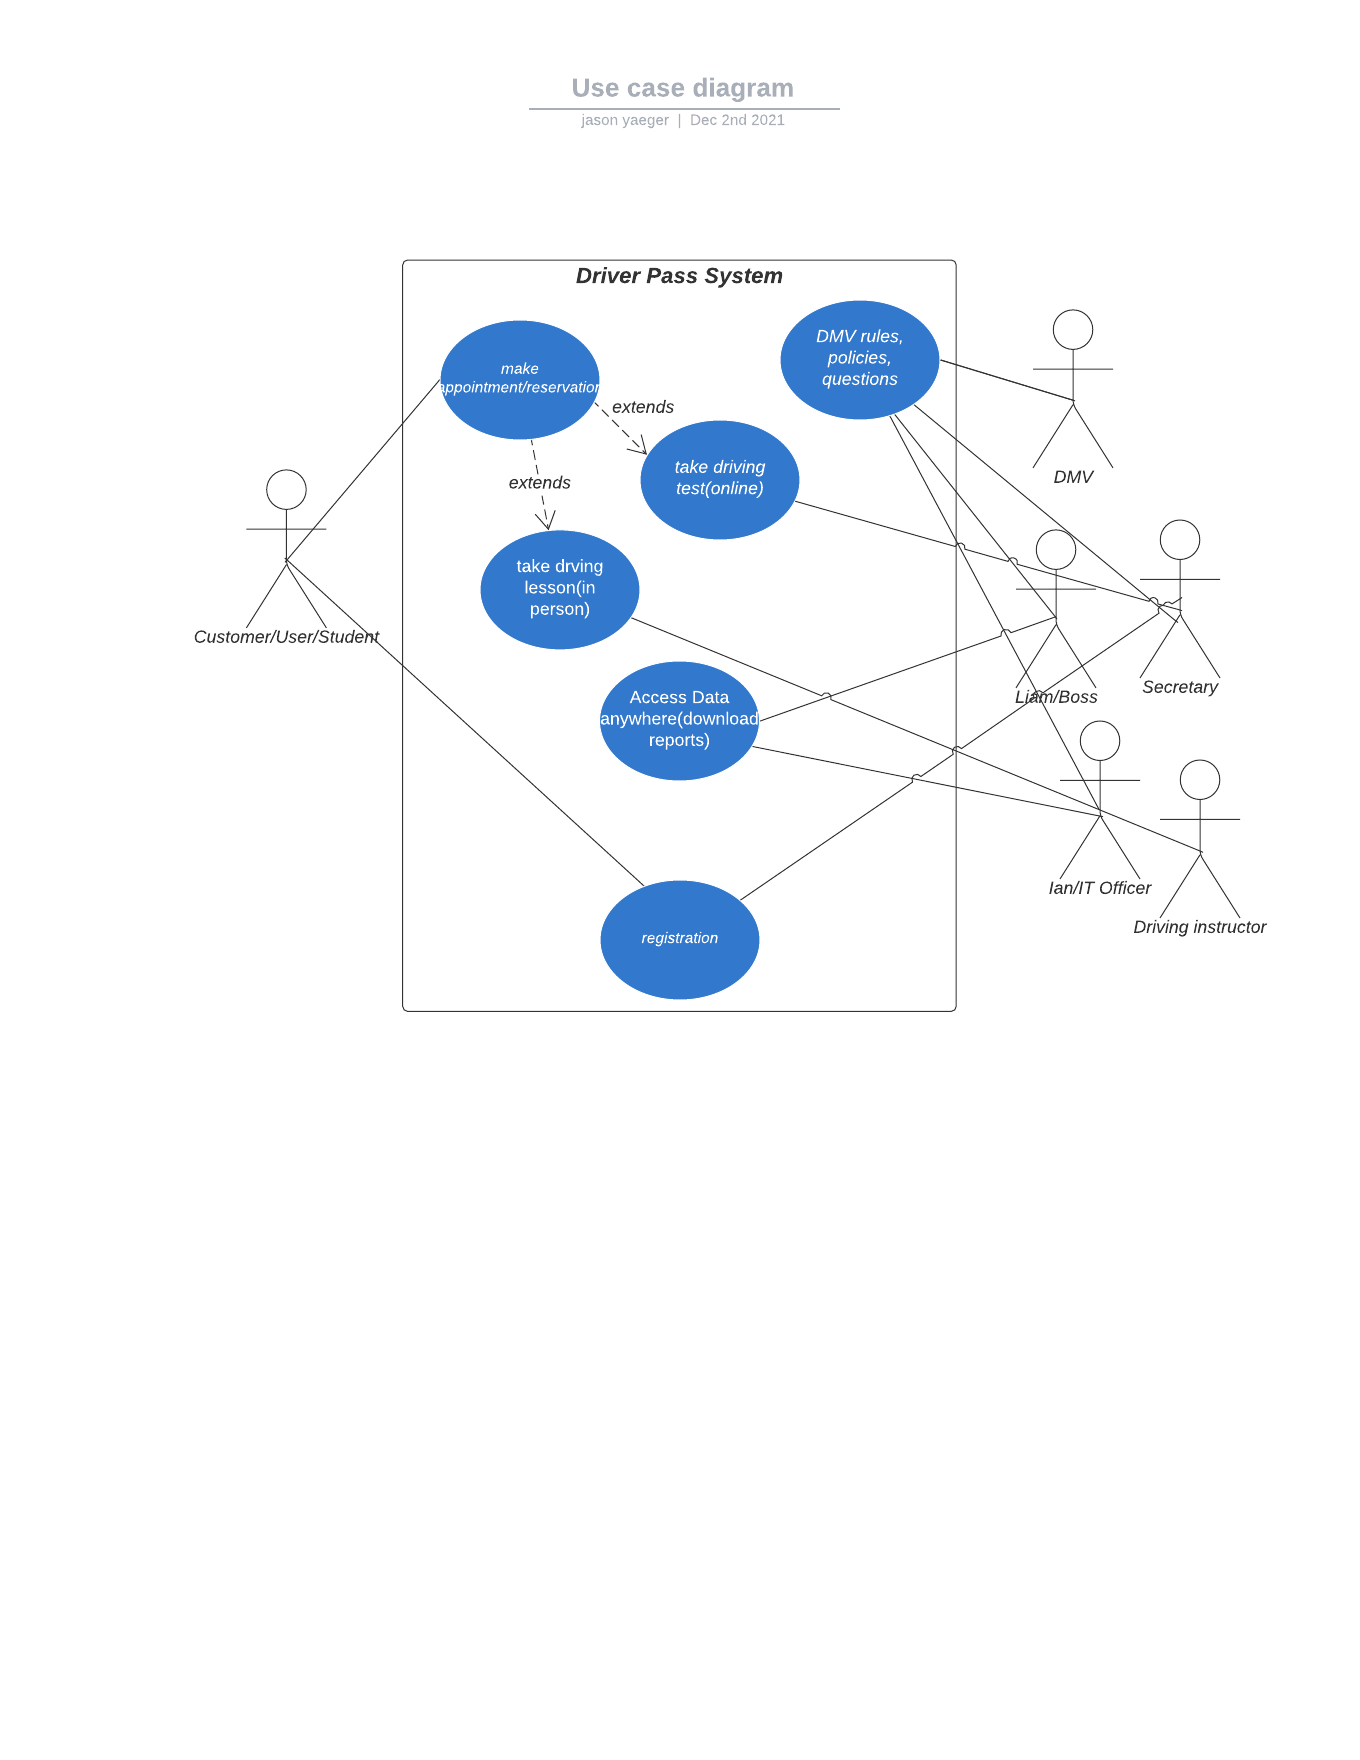 Use case diagram
jason yaeger | Dec 2nd 2021
Driver Pass System
make
appointment/reservation
DMV rules,
policies,
questions
extends
take driving
test(online)
extends
take drving
lesson(in
person)
Access Data
anywhere(download
reports)
registration
Customer/User/Student
DMV
Liam/Boss
Secretary
Ian/IT Officer
Driving instructor